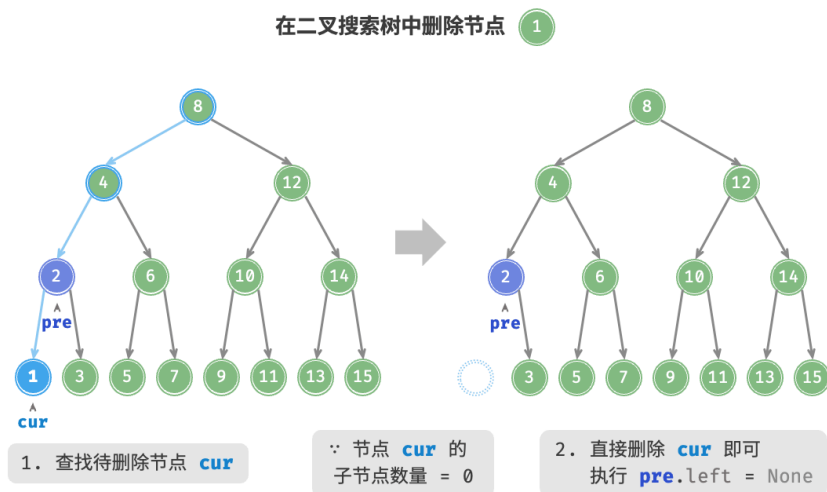 在二叉搜索树中删除节点 1
8 8
4 12 4 12
2 6 10 14 2 6 10 14
pre pre
1 3 5 7 9 11 13 15 3 5 7 9 11 13 15
cur
1. 查找待删除节点 cur
∵ 节点 cur 的
子节点数量 = 0
2. 直接删除 cur 即可
执行 pre.left = None